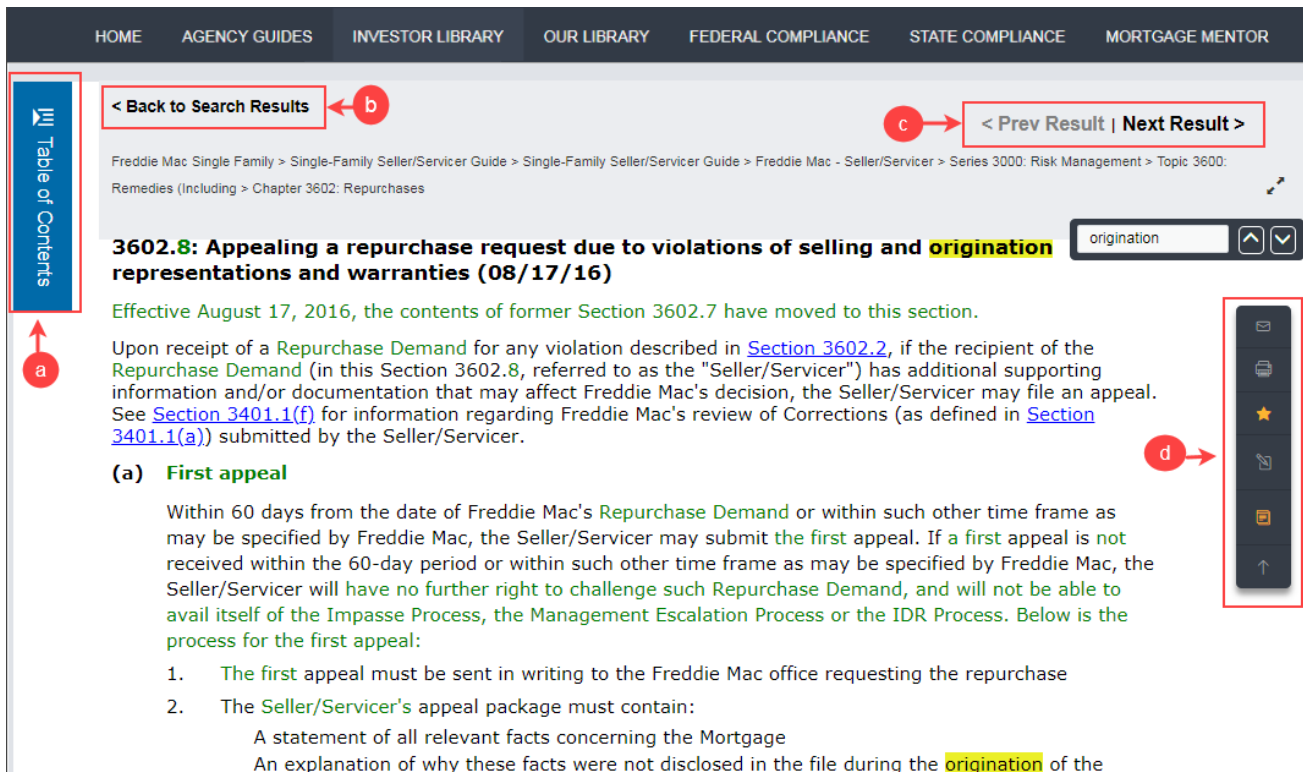 HOME AGENCY GUIDES INVESTOR LIBRARY OUR LIBRARY FEDERAL COMPLIANCE STATE COMPLIANCE MORTGAGE MENTOR
Table of Contents
a
< Back to Search Results
b
c
< Prev Result | Next Result >
Freddie Mac Single Family > Single-Family Seller/Servicer Guide > Single-Family Seller/Servicer Guide > Freddie Mac - Seller/Servicer > Series 3000: Risk Management > Topic 3600:
Remedies (Including > Chapter 3602: Repurchases
origination
3602.8: Appealing a repurchase request due to violations of selling and origination
representations and warranties (08/17/16)
Effective August 17, 2016, the contents of former Section 3602.7 have moved to this section.
Upon receipt of a Repurchase Demand for any violation described in Section 3602.2, if the recipient of the
Repurchase Demand (in this Section 3602.8, referred to as the "Seller/Servicer") has additional supporting
information and/or documentation that may affect Freddie Mac's decision, the Seller/Servicer may file an appeal.
See Section 3401.1(f) for information regarding Freddie Mac's review of Corrections (as defined in Section
3401.1(a)) submitted by the Seller/Servicer.
d
(a) First appeal
Within 60 days from the date of Freddie Mac's Repurchase Demand or within such other time frame as
may be specified by Freddie Mac, the Seller/Servicer may submit the first appeal. If a first appeal is not
received within the 60-day period or within such other time frame as may be specified by Freddie Mac, the
Seller/Servicer will have no further right to challenge such Repurchase Demand, and will not be able to
avail itself of the Impasse Process, the Management Escalation Process or the IDR Process. Below is the
process for the first appeal:
1. The first appeal must be sent in writing to the Freddie Mac office requesting the repurchase
2. The Seller/Servicer's appeal package must contain:
A statement of all relevant facts concerning the Mortgage
An explanation of why these facts were not disclosed in the file during the origination of the